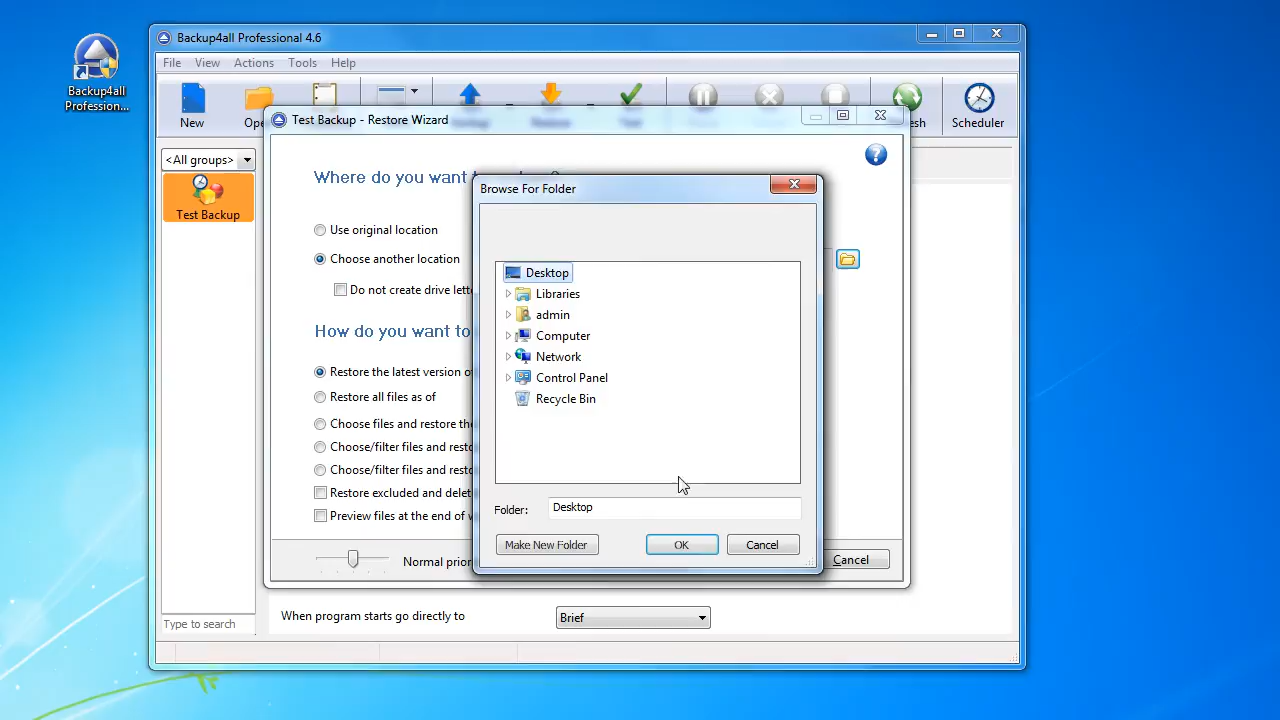 Backup4all Professional 4.6
Backup4all
Profession...
File View Actions Tools Help
New
Scheduler
Test Backup - Restore Wizard
<All groups>
Test Backup
Where do you want
Browse For Folder
Use original location
Choose another location
Do not create drive lett
How do you want to
Restore the latest version o
Restore all files as of
Choose files and restore th
Choose/filter files and rest
Choose/filter files and rest
Restore excluded and dele
Preview files at the end of
Desktop
Libraries
admin
Computer
Network
Control Panel
Recycle Bin
Folder: Desktop
Make New Folder OK Cancel
Normal prior
Cancel
When program starts go directly to Brief
Type to search